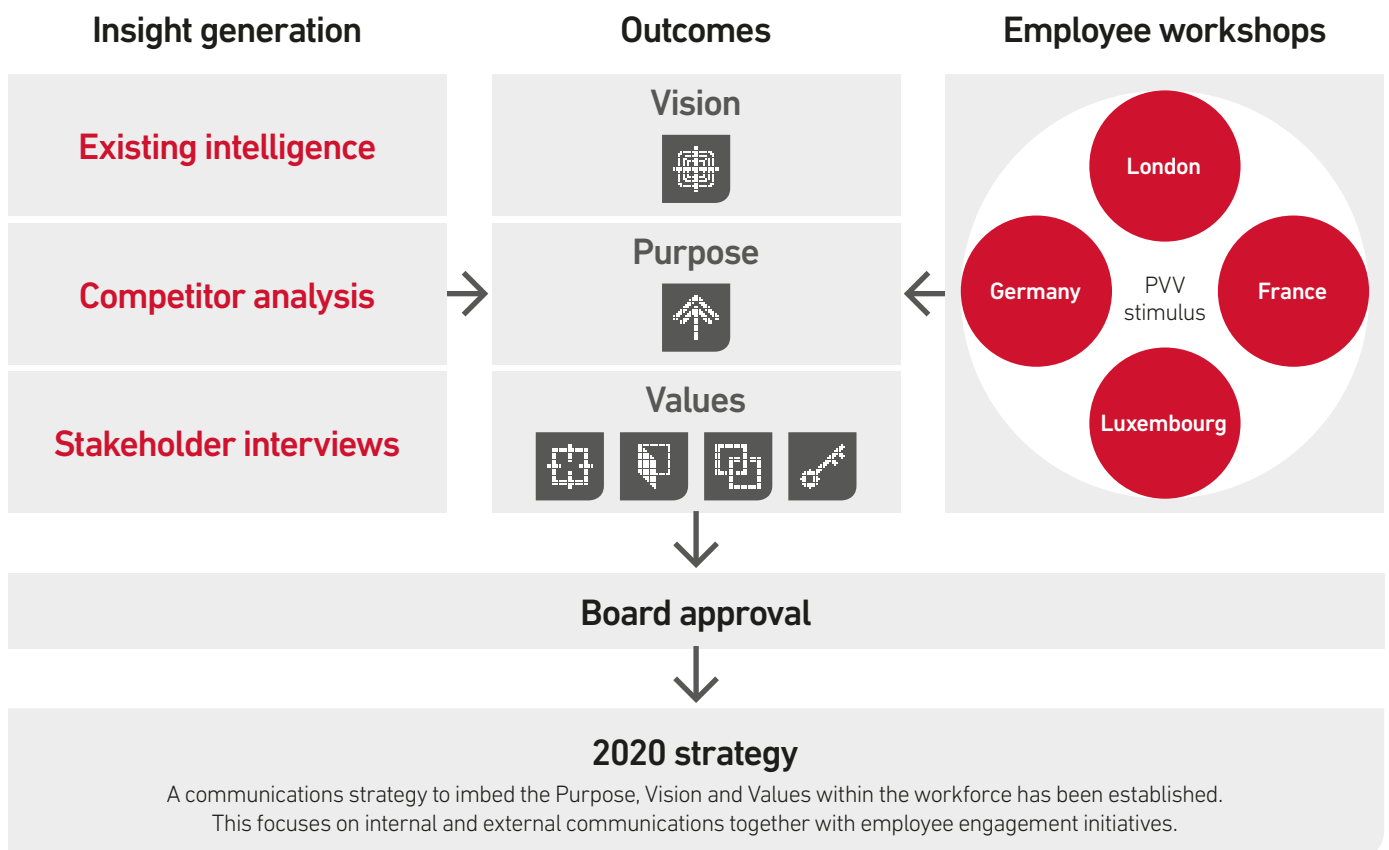 Insight generation
Existing intelligence
Competitor analysis
Stakeholder interviews
Outcomes
Vision
Purpose
Values
Employee workshops
London
Germany
PVV
stimulus
France
Luxembourg
Board approval
2020 strategy
A communications strategy to imbed the Purpose, Vision and Values within the workforce has been established.
This focuses on internal and external communications together with employee engagement initiatives.